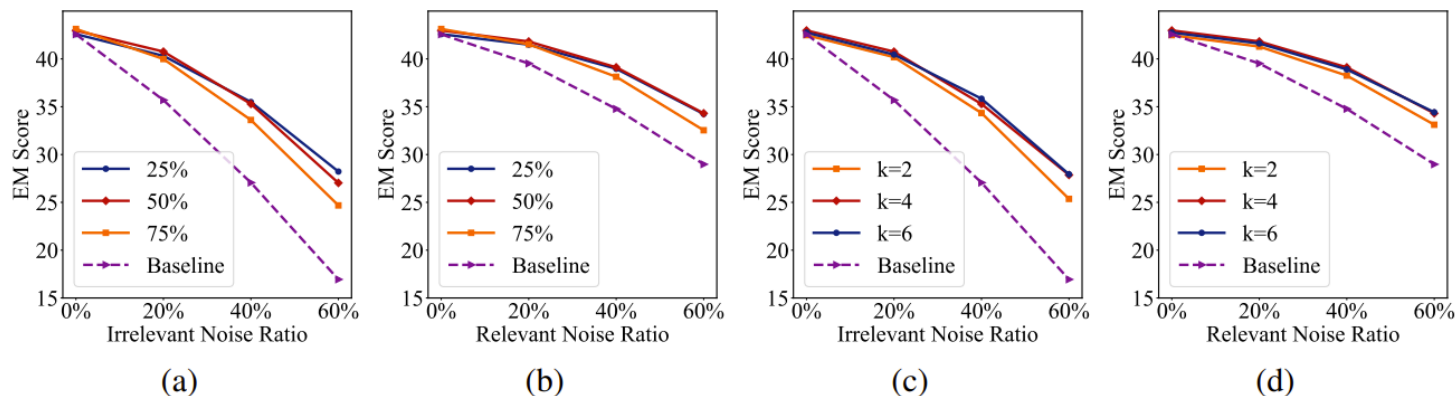 EM Score
40
35
30
25
20
15
25%
50%
75%
Baseline
0% 20% 40% 60%
Irrelevant Noise Ratio
(a)
EM Score
40
35
30
25
20
15
25%
50%
75%
Baseline
0% 20% 40% 60%
Relevant Noise Ratio
(b)
EM Score
40
35
30
25
20
15
k=2
k=4
k=6
Baseline
0% 20% 40% 60%
Irrelevant Noise Ratio
(c)
EM Score
40
35
30
25
20
15
k=2
k=4
k=6
Baseline
0% 20% 40% 60%
Relevant Noise Ratio
(d)